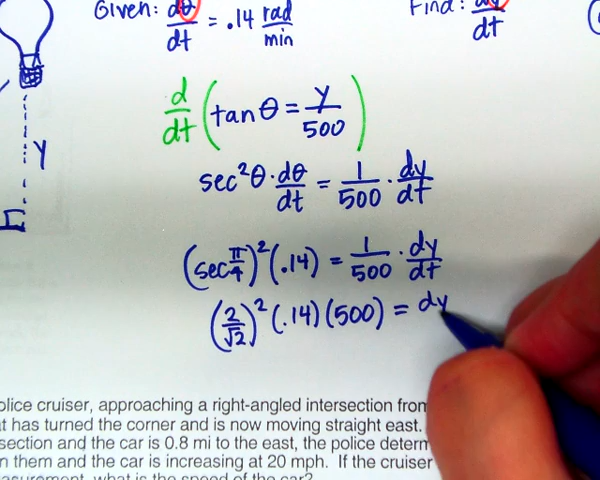 Given: dθ/dt = .14 rad/min
Find: dy/dt
Y
d/dt (tan θ = y/500)
sec²θ · dθ/dt = 1/500 · dy/dt
(sec π/4)² (.14) = 1/500 · dy/dt
(2/√2)² (.14)(500) = dy
olice cruiser, approaching a right-angled intersection from
t has turned the corner and is now moving straight east.
section and the car is 0.8 mi to the east, the police determ
n them and the car is increasing at 20 mph. If the cruiser
asurement, what is the speed of the car?